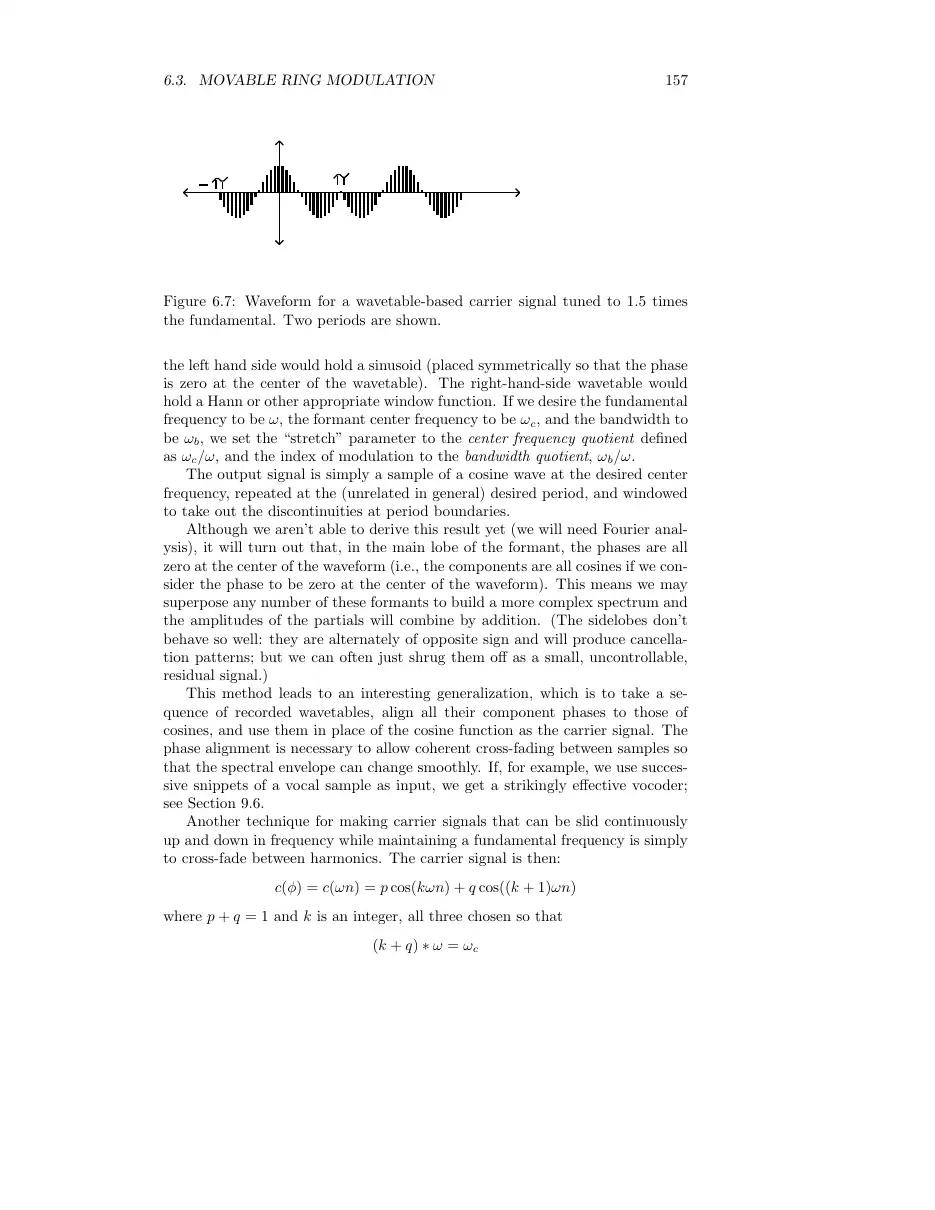 6.3. MOVABLE RING MODULATION 157
−π π
Figure 6.7: Waveform for a wavetable-based carrier signal tuned to 1.5 times
the fundamental. Two periods are shown.
the left hand side would hold a sinusoid (placed symmetrically so that the phase
is zero at the center of the wavetable). The right-hand-side wavetable would
hold a Hann or other appropriate window function. If we desire the fundamental
frequency to be ω, the formant center frequency to be ω_c, and the bandwidth to
be ω_b, we set the “stretch” parameter to the center frequency quotient defined
as ω_c/ω, and the index of modulation to the bandwidth quotient, ω_b/ω.
The output signal is simply a sample of a cosine wave at the desired center
frequency, repeated at the (unrelated in general) desired period, and windowed
to take out the discontinuities at period boundaries.
Although we aren’t able to derive this result yet (we will need Fourier anal-
ysis), it will turn out that, in the main lobe of the formant, the phases are all
zero at the center of the waveform (i.e., the components are all cosines if we con-
sider the phase to be zero at the center of the waveform). This means we may
superpose any number of these formants to build a more complex spectrum and
the amplitudes of the partials will combine by addition. (The sidelobes don’t
behave so well: they are alternately of opposite sign and will produce cancella-
tion patterns; but we can often just shrug them off as a small, uncontrollable,
residual signal.)
This method leads to an interesting generalization, which is to take a se-
quence of recorded wavetables, align all their component phases to those of
cosines, and use them in place of the cosine function as the carrier signal. The
phase alignment is necessary to allow coherent cross-fading between samples so
that the spectral envelope can change smoothly. If, for example, we use succes-
sive snippets of a vocal sample as input, we get a strikingly effective vocoder;
see Section 9.6.
Another technique for making carrier signals that can be slid continuously
up and down in frequency while maintaining a fundamental frequency is simply
to cross-fade between harmonics. The carrier signal is then:
c(φ) = c(ωn) = p cos(kωn) + q cos((k + 1)ωn)
where p + q = 1 and k is an integer, all three chosen so that
(k + q) ∗ ω = ω_c